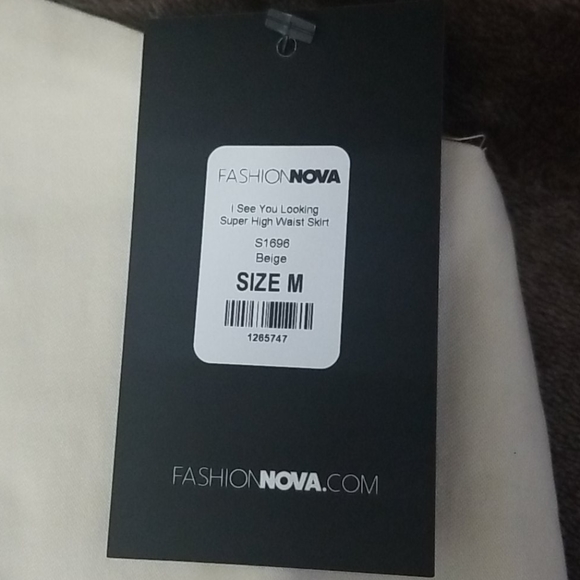 FASHIONNOVA
I See You Looking
Super High Waist Skirt
S1696
Beige
SIZE M
1265747
FASHIONNOVA.COM